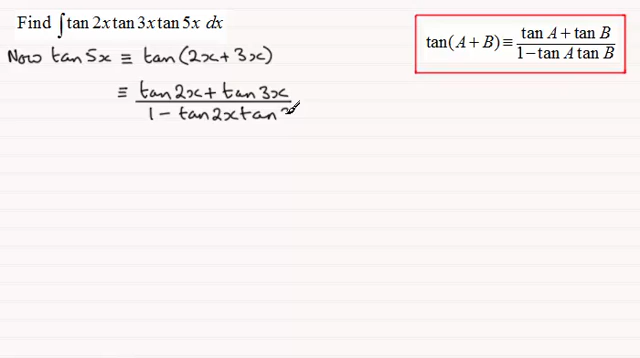 Find ∫ tan 2x tan 3x tan 5x dx
tan(A + B) ≡ tan A + tan B / 1 − tan A tan B
Now tan 5x ≡ tan(2x + 3x)
≡ tan 2x + tan 3x
1 − tan 2x tan